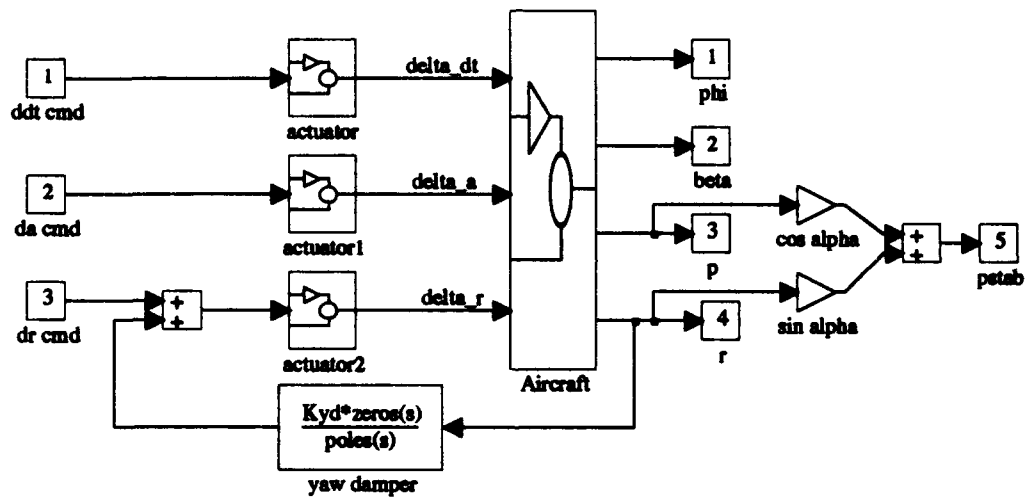 1
ddt cmd
actuator
delta_dt
1
phi
2
beta
2
da cmd
actuator1
delta_a
3
p
cos alpha
+
+
5
pstab
3
dr cmd
+
+
actuator2
delta_r
Aircraft
4
r
sin alpha
Kyd*zeros(s)
poles(s)
yaw damper